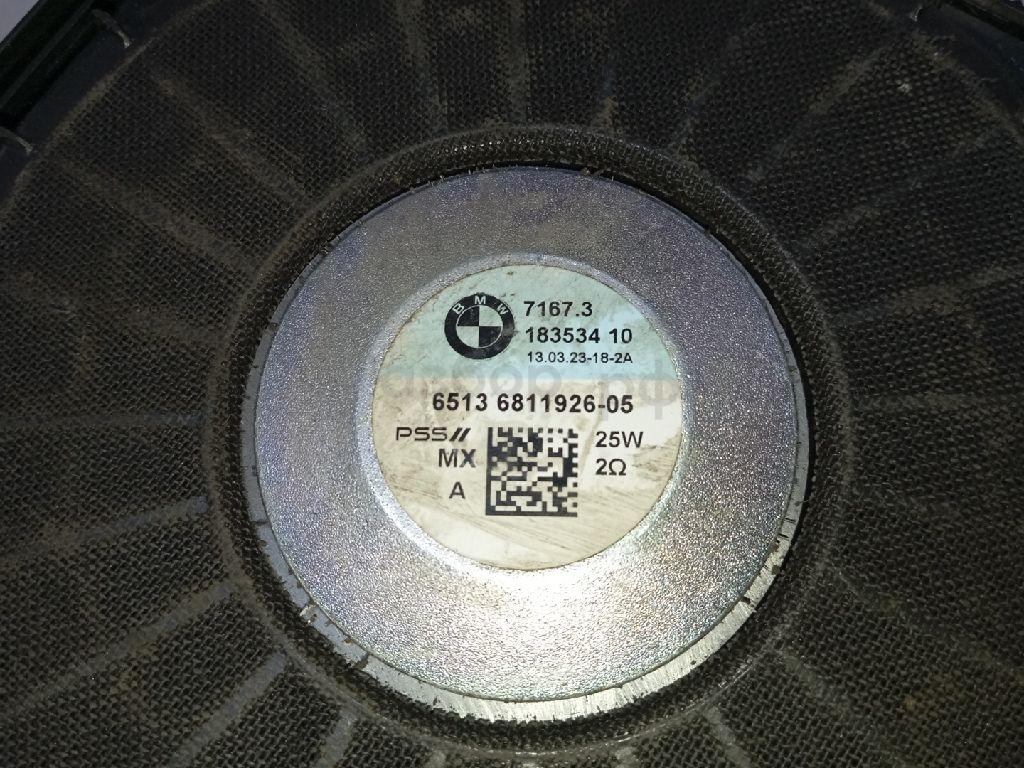 BMW
7167.3
183534 10
13.03.23-18-2A
6513 6811926-05
PSS// 25W
MX 2Ω
A